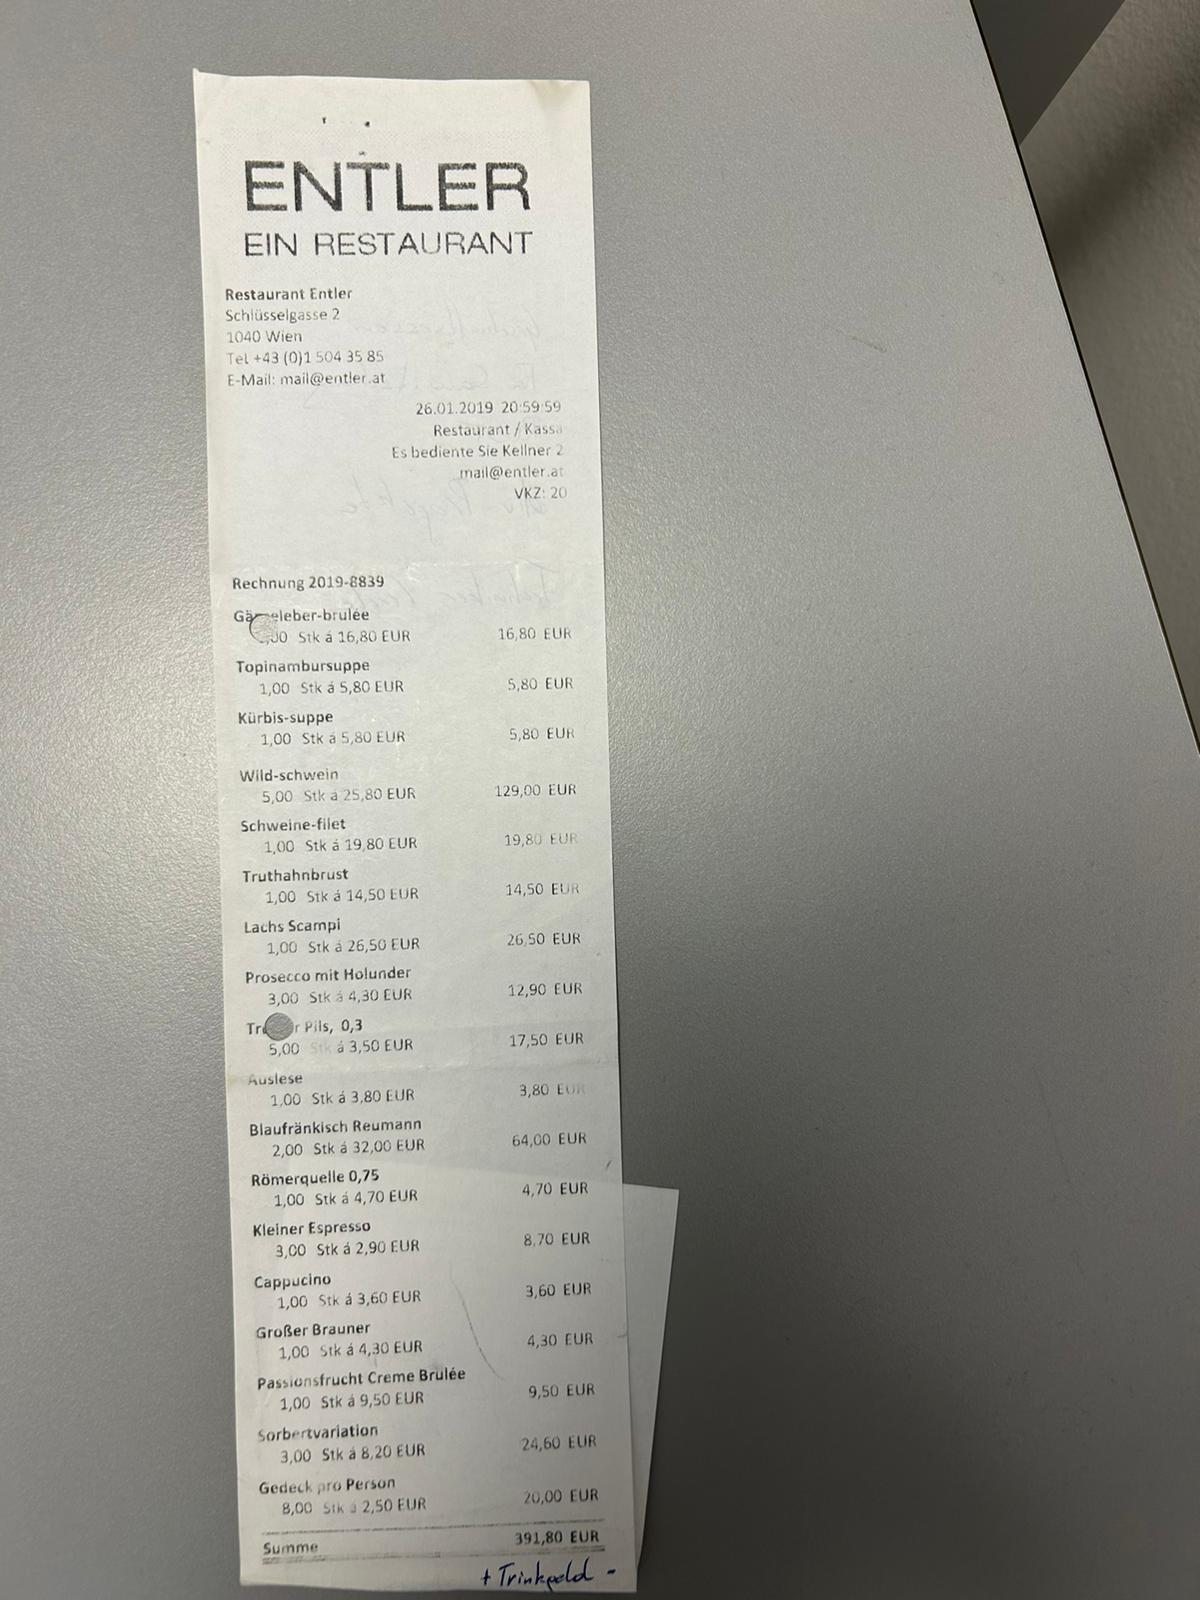 ENTLER
EIN RESTAURANT
Restaurant Entler
Schlüsselgasse 2
1040 Wien
Tel +43 (0)1 504 35 85
E-Mail: mail@entler.at
26.01.2019 20:59:59
Restaurant / Kassa
Es bediente Sie Kellner 2
mail@entler.at
VKZ: 20
Rechnung 2019-8839
Stk á 16,80 EUR 16,80 EUR
Topinambursuppe
1,00 Stk á 5,80 EUR 5,80 EUR
Kürbis-suppe
1,00 Stk á 5,80 EUR 5,80 EUR
Wild-schwein
5,00 Stk á 25,80 EUR 129,00 EUR
Schweine-filet
1,00 Stk á 19,80 EUR 19,80 EUR
Truthahnbrust
1,00 Stk á 14,50 EUR 14,50 EUR
Lachs Scampi
1,00 Stk á 26,50 EUR 26,50 EUR
Prosecco mit Holunder
3,00 Stk á 4,30 EUR 12,90 EUR
Pils, 0,3
5,00 Stk á 3,50 EUR 17,50 EUR
Auslese
1,00 Stk á 3,80 EUR 3,80 EUR
Blaufränkisch Reumann
2,00 Stk á 32,00 EUR 64,00 EUR
Römerquelle 0,75
1,00 Stk á 4,70 EUR 4,70 EUR
Kleiner Espresso
3,00 Stk á 2,90 EUR 8,70 EUR
Cappucino
1,00 Stk á 3,60 EUR 3,60 EUR
Großer Brauner
1,00 Stk á 4,30 EUR 4,30 EUR
Passionsfrucht Creme Brulée
1,00 Stk á 9,50 EUR 9,50 EUR
Sorbertvariation
3,00 Stk á 8,20 EUR 24,60 EUR
Gedeck pro Person
8,00 Stk á 2,50 EUR 20,00 EUR
Summe 391,80 EUR
+ Trinkgeld -